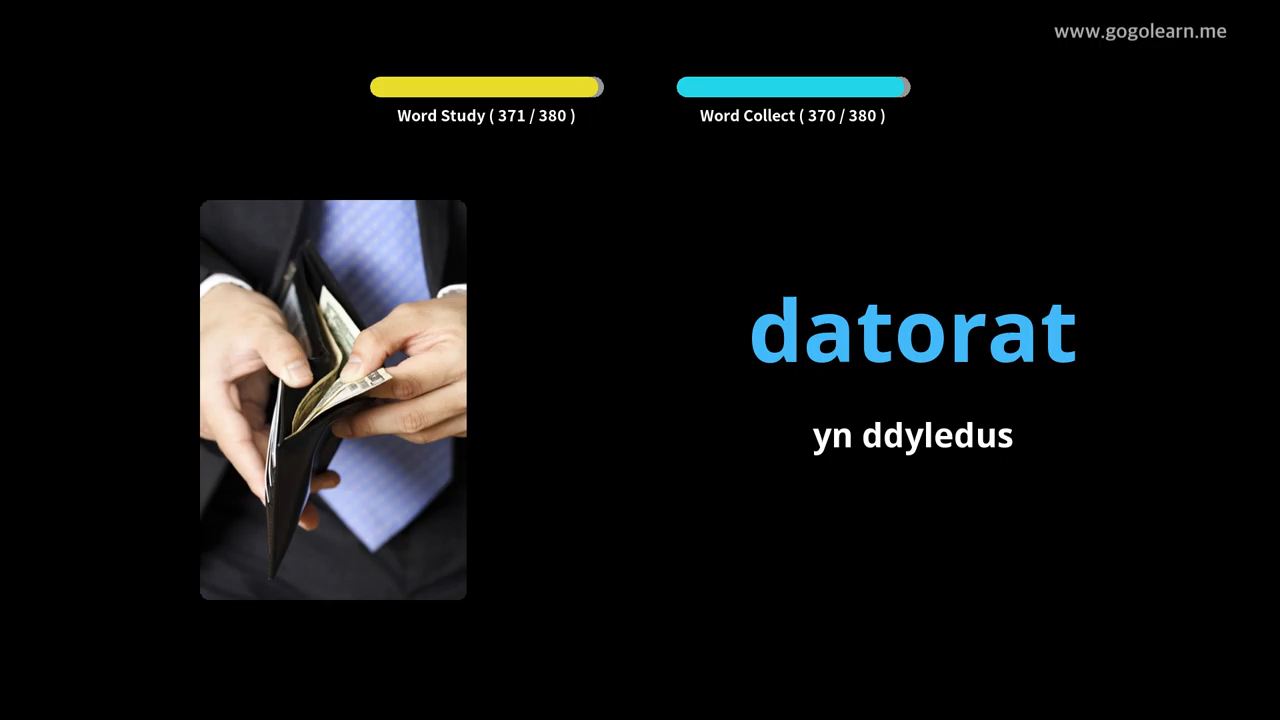 www.gogolearn.me
Word Study ( 371 / 380 )
Word Collect ( 370 / 380 )
datorat
yn ddyledus